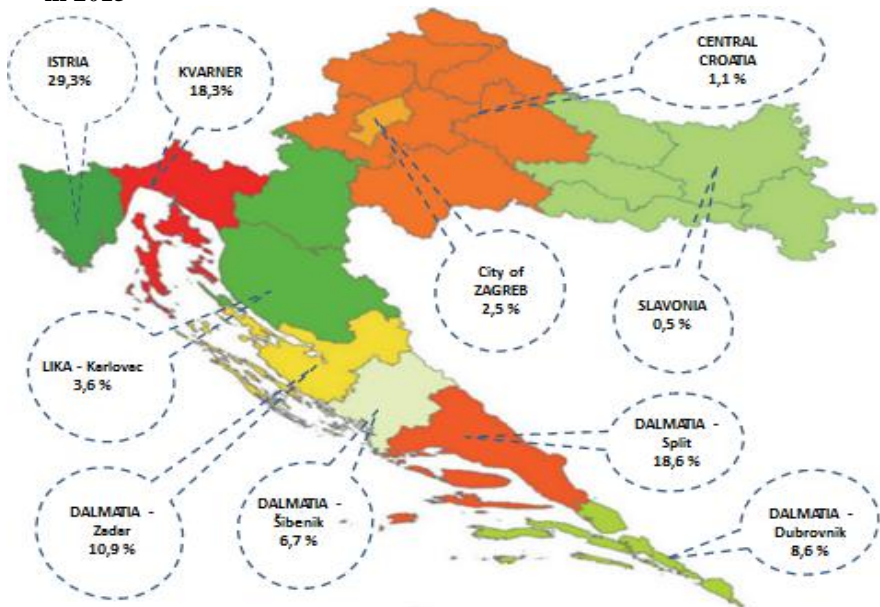 ISTRIA
29,3%
KVARNER
18,3%
CENTRAL
CROATIA
1,1 %
City of
ZAGREB
2,5 %
SLAVONIA
0,5 %
LIKA - Karlovac
3,6 %
DALMATIA -
Split
18,6 %
DALMATIA -
Zadar
10,9 %
DALMATIA -
Šibenik
6,7 %
DALMATIA -
Dubrovnik
8,6 %